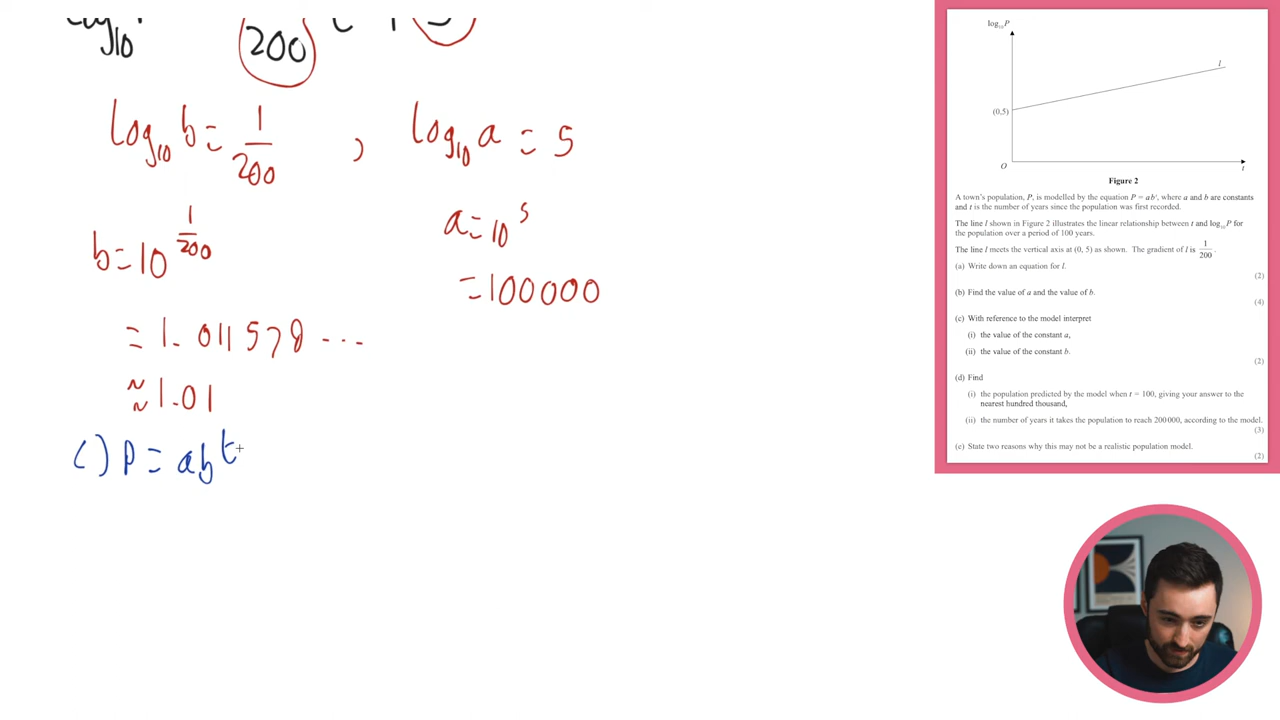 log₁₀
200
log₁₀ b = 1/200 , log₁₀ a = 5
b = 10^(1/200)
a = 10^5
= 100000
= 1.011578 ...
≈ 1.01
(c) P = ab^t
log₁₀P
l
(0,5)
O
t
Figure 2
A town's population, P, is modelled by the equation P = abᵗ, where a and b are constants
and t is the number of years since the population was first recorded.
The line l shown in Figure 2 illustrates the linear relationship between t and log₁₀P for
the population over a period of 100 years.
The line l meets the vertical axis at (0, 5) as shown. The gradient of l is 1/200.
(a) Write down an equation for l.
(2)
(b) Find the value of a and the value of b.
(4)
(c) With reference to the model interpret
(i) the value of the constant a,
(ii) the value of the constant b.
(2)
(d) Find
(i) the population predicted by the model when t = 100, giving your answer to the
nearest hundred thousand,
(ii) the number of years it takes the population to reach 200000, according to the model.
(3)
(e) State two reasons why this may not be a realistic population model.
(2)